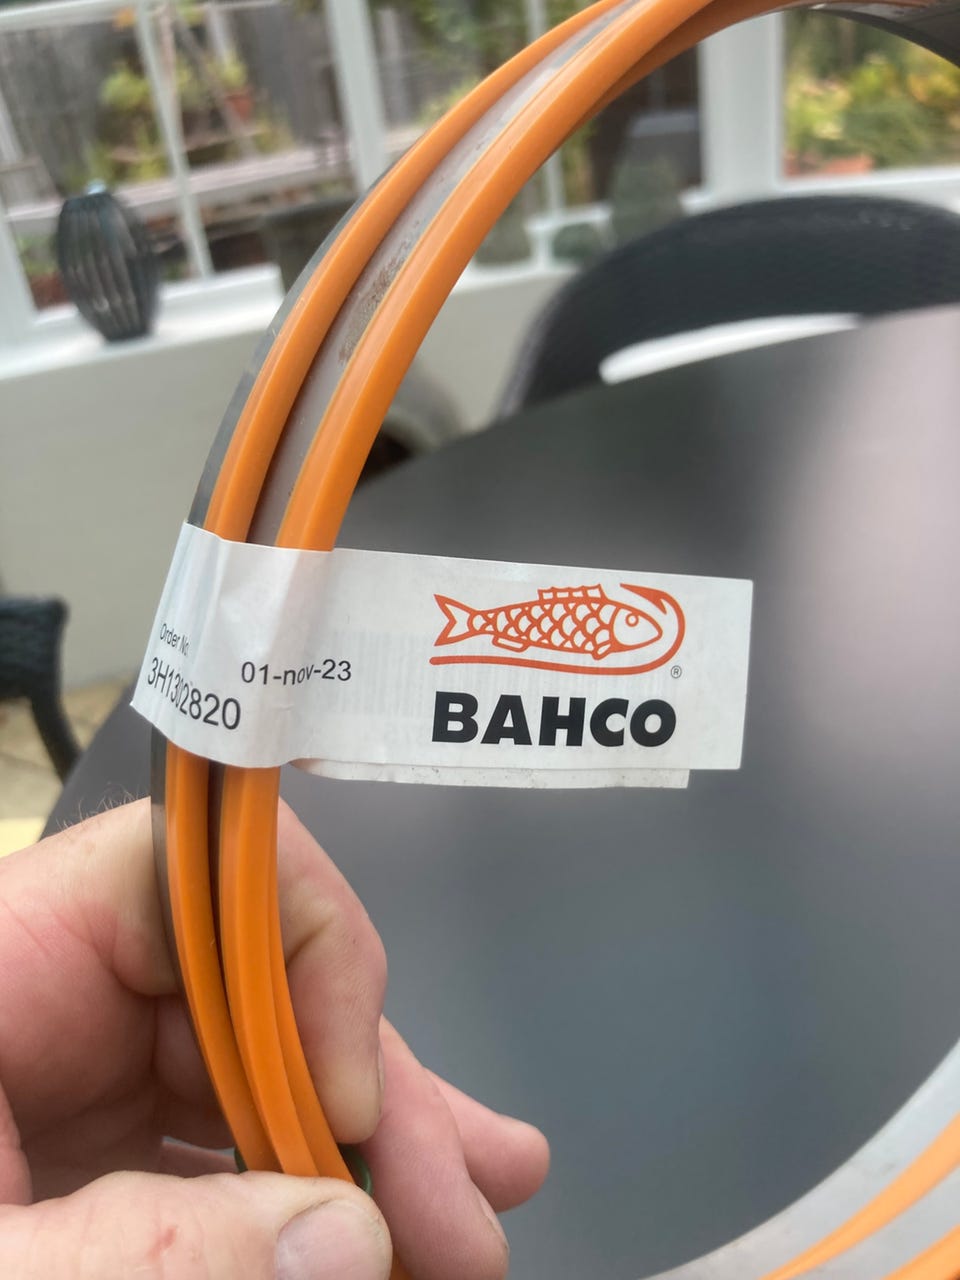 Order No.
3H1302820
01-nov-23
®
BAHCO